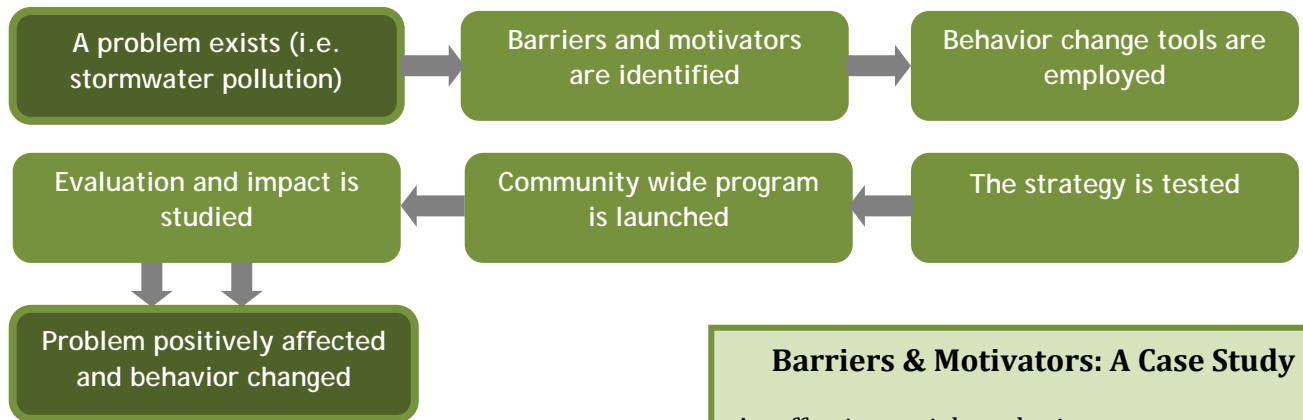 A problem exists (i.e.
stormwater pollution)
Barriers and motivators
are identified
Behavior change tools are
employed
The strategy is tested
Community wide program
is launched
Evaluation and impact is
studied
Problem positively affected
and behavior changed
Barriers & Motivators: A Case Study